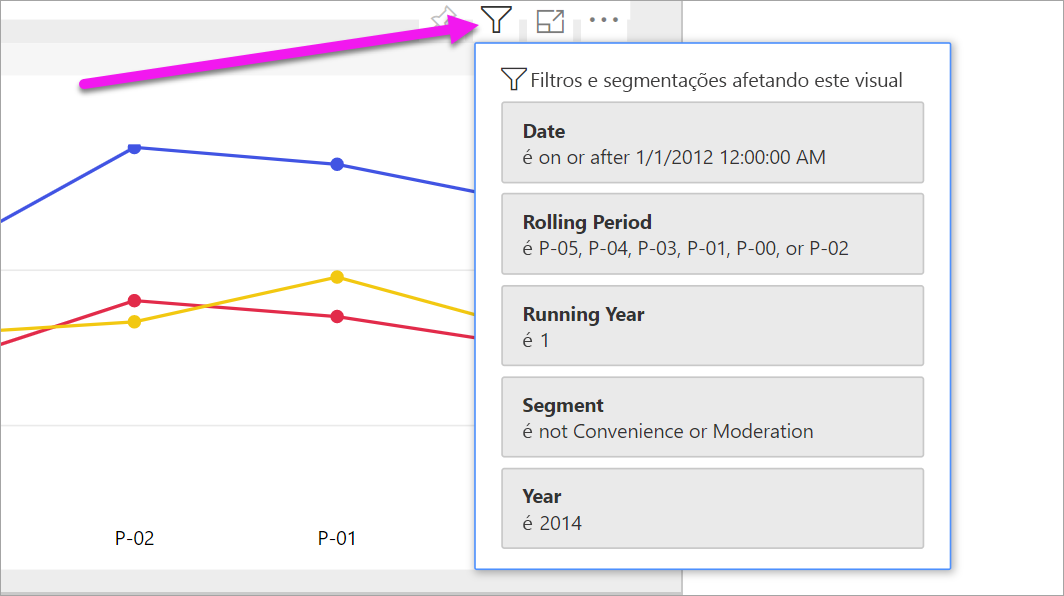 Filtros e segmentações afetando este visual
Date
é on or after 1/1/2012 12:00:00 AM
Rolling Period
é P-05, P-04, P-03, P-01, P-00, or P-02
Running Year
é 1
Segment
é not Convenience or Moderation
Year
é 2014
P-02
P-01